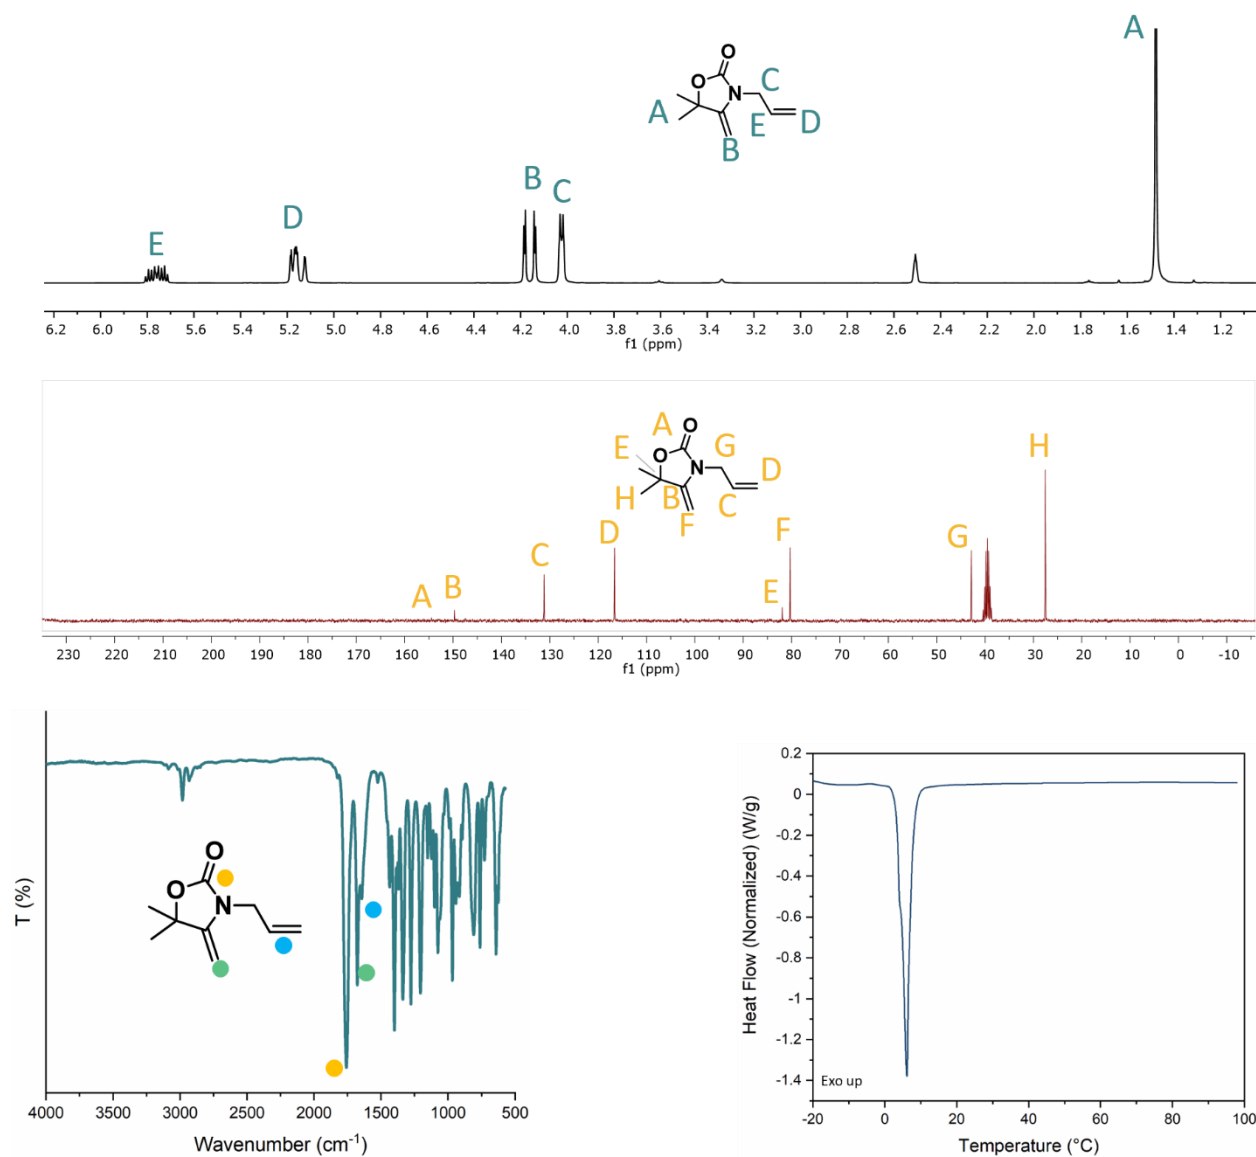 A
O
O
N
C
A
E
D
B
B
C
D
E
6.2 6.0 5.8 5.6 5.4 5.2 5.0 4.8 4.6 4.4 4.2 4.0 3.8 3.6 3.4 3.2 3.0 2.8 2.6 2.4 2.2 2.0 1.8 1.6 1.4 1.2
f1 (ppm)
A
O
E
O
N
G
D
H
B
C
F
H
A
B
C
D
E
F
G
230 220 210 200 190 180 170 160 150 140 130 120 110 100 90 80 70 60 50 40 30 20 10 0 -10
f1 (ppm)
T (%)
O
O
N
4000 3500 3000 2500 2000 1500 1000 500
Wavenumber (cm-1)
Heat Flow (Normalized) (W/g)
0.2
0
-0.2
-0.4
-0.6
-0.8
-1
-1.2
-1.4
Exo up
-20 0 20 40 60 80 100
Temperature (°C)